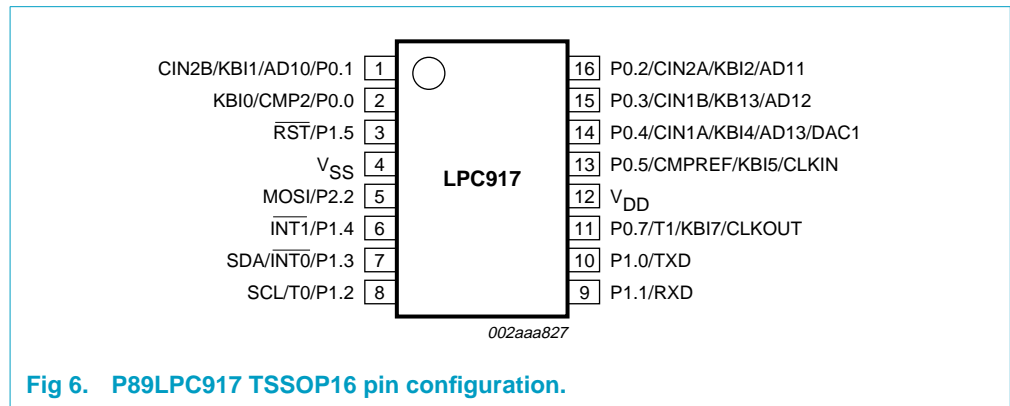 CIN2B/KBI1/AD10/P0.1 1 16 P0.2/CIN2A/KBI2/AD11
KBI0/CMP2/P0.0 2 15 P0.3/CIN1B/KB13/AD12
RST/P1.5 3 14 P0.4/CIN1A/KBI4/AD13/DAC1
VSS 4 13 P0.5/CMPREF/KBI5/CLKIN
LPC917
MOSI/P2.2 5 12 VDD
INT1/P1.4 6 11 P0.7/T1/KBI7/CLKOUT
SDA/INT0/P1.3 7 10 P1.0/TXD
SCL/T0/P1.2 8 9 P1.1/RXD
002aaa827
Fig 6. P89LPC917 TSSOP16 pin configuration.